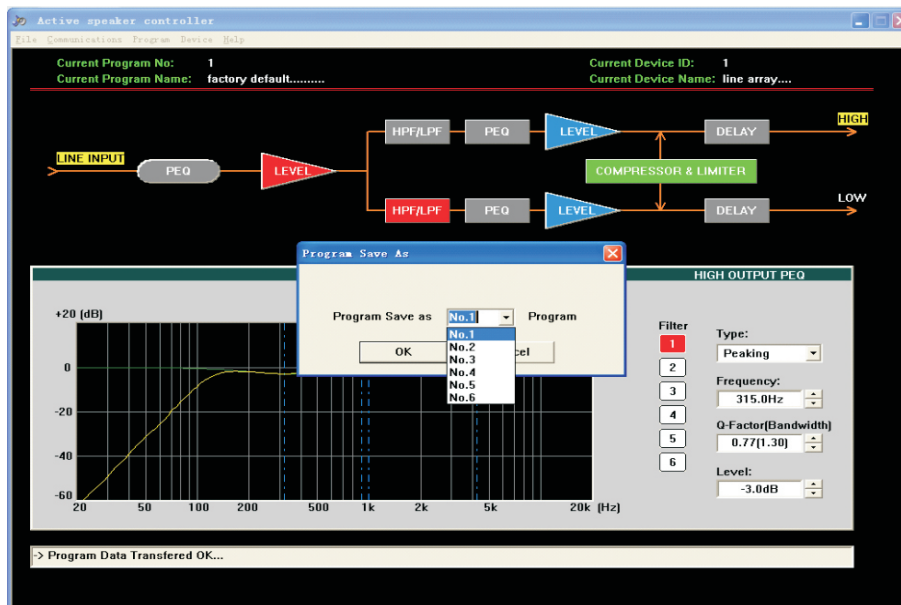 Active speaker controller
File Communications Program Device Help
Current Program No: 1
Current Program Name: factory default..........
Current Device ID: 1
Current Device Name: line array....
HIGH
HPF/LPF PEQ LEVEL DELAY
LINE INPUT
PEQ LEVEL
COMPRESSOR & LIMITER
LOW
HPF/LPF PEQ LEVEL DELAY
Program Save As
Program Save as No.1 Program
No.1
No.2
No.3
No.4
No.5
No.6
OK
HIGH OUTPUT PEQ
+20 (dB)
0
-20
-40
-60
20 50 100 200 500 1k 2k 5k 20k (Hz)
Filter
1
2
3
4
5
6
Type:
Peaking
Frequency:
315.0Hz
Q-Factor(Bandwidth)
0.77(1.30)
Level:
-3.0dB
-> Program Data Transfered OK...